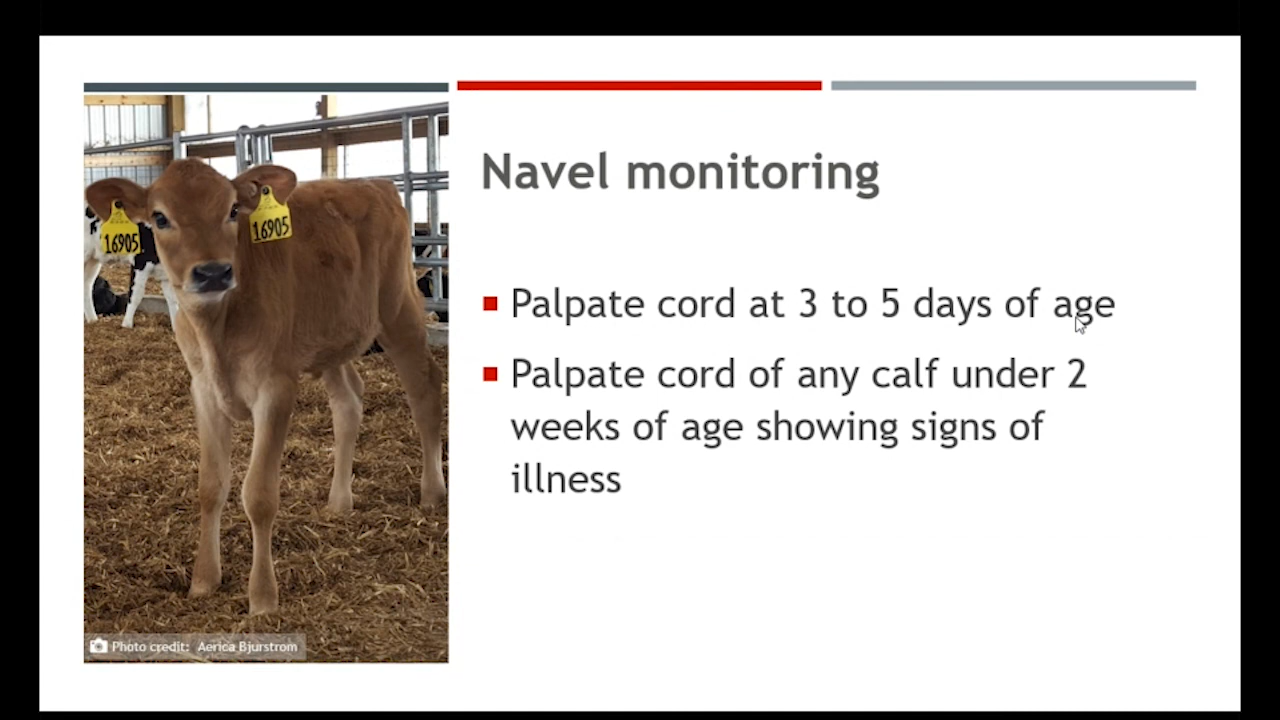 Navel monitoring
Palpate cord at 3 to 5 days of age
Palpate cord of any calf under 2
weeks of age showing signs of
illness
16905
16905
Photo credit: Aerica Bjurstrom